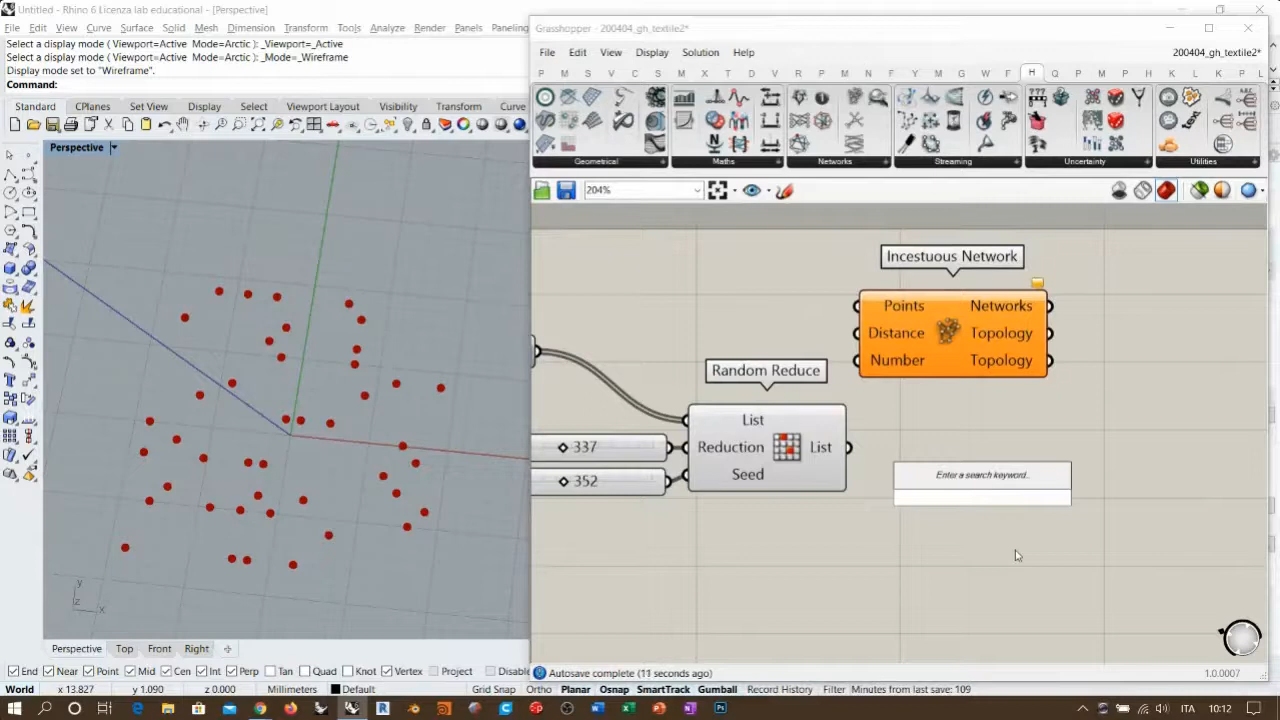 Untitled - Rhino 6 Licenza lab educational - [Perspective]
File Edit View Curve Surface Solid Mesh Dimension Transform Tools Analyze Render Panels Paneling
Select a display mode ( Viewport=Active Mode=Arctic ): _Viewport=_Active
Select a display mode ( Viewport=Active Mode=Arctic ): _Mode=_Wireframe
Display mode set to "Wireframe".
Command:
Standard CPlanes Set View Display Select Viewport Layout Visibility Transform Curve
Perspective
y
z
x
Perspective Top Front Right
End Near Point Mid Cen Int Perp Tan Quad Knot Vertex Project Disable
World x 13.827 y 1.090 z 0.000 Millimeters Default Grid Snap Ortho Planar Osnap SmartTrack Gumball Record History Filter Minutes from last save: 109
Grasshopper - 200404_gh_textile2*
File Edit View Display Solution Help
200404_gh_textile2*
P M S V C S M X T D V R P M N F S M G W F H Q P M P H K L K P L
Geometrical Maths Networks Streaming Uncertainty Utilities
204%
Incestuous Network
Points Networks
Distance Topology
Number Topology
Random Reduce
List
337 Reduction List
352 Seed
Enter a search keyword..
Autosave complete (11 seconds ago)
1.0.0007
ITA 10:12